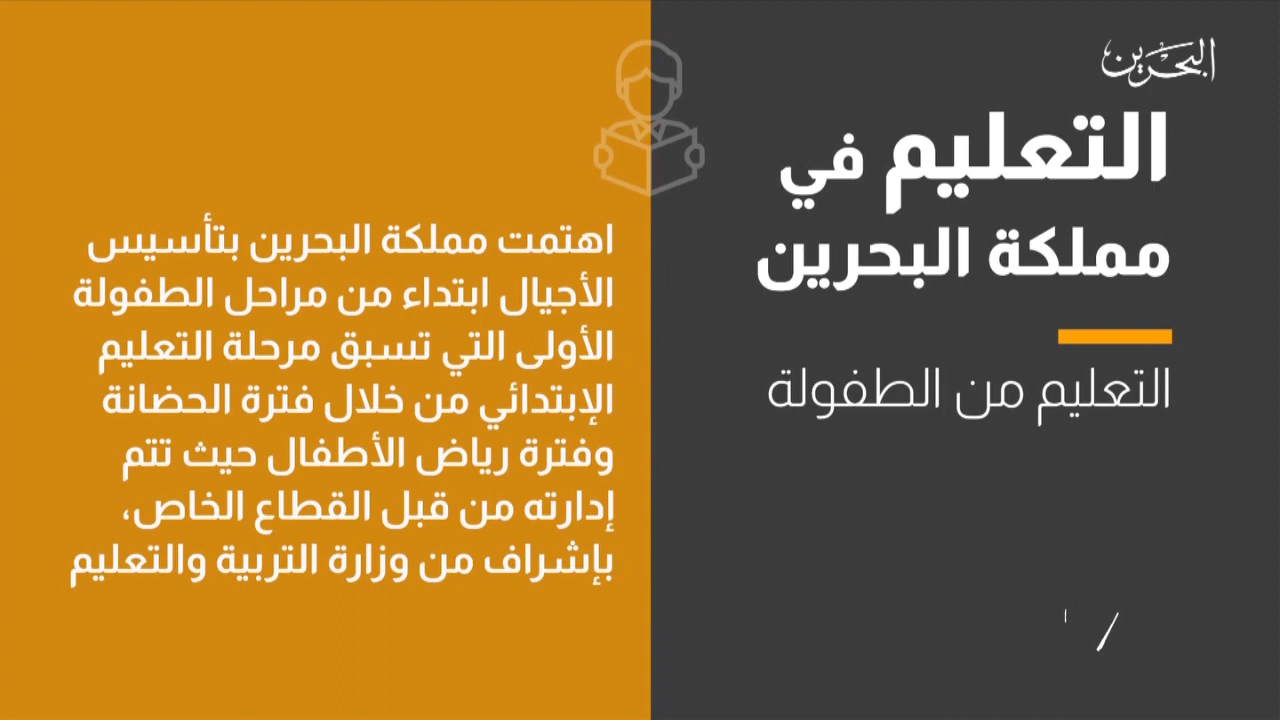 البحرين
التعليم في
مملكة البحرين
التعليم من الطفولة
اهتمت مملكة البحرين بتأسيس
الأجيال ابتداء من مراحل الطفولة
الأولى التي تسبق مرحلة التعليم
الإبتدائي من خلال فترة الحضانة
وفترة رياض الأطفال حيث تتم
إدارته من قبل القطاع الخاص،
بإشراف من وزارة التربية والتعليم